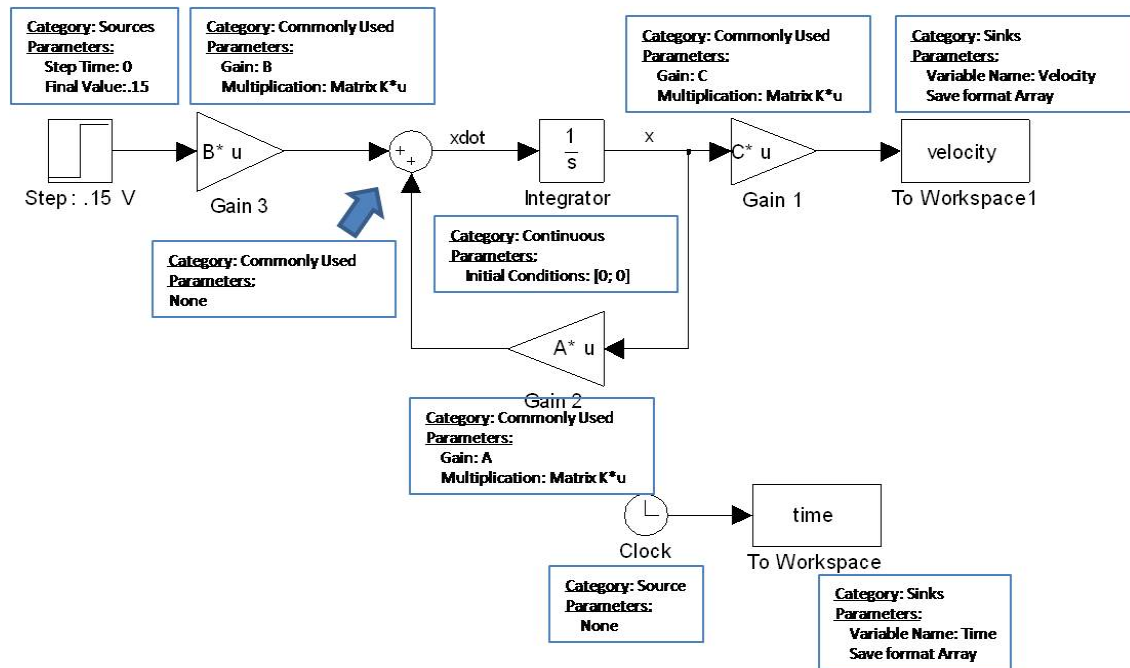 Category: Sources
Parameters:
Step Time: 0
Final Value:.15
Category: Commonly Used
Parameters:
Gain: B
Multiplication: Matrix K*u
Category: Commonly Used
Parameters:
Gain: C
Multiplication: Matrix K*u
Category: Sinks
Parameters:
Variable Name: Velocity
Save format Array
B* u
+
+
xdot
1
s
x
C* u
velocity
Step: .15 V
Gain 3
Integrator
Gain 1
To Workspace1
Category: Commonly Used
Parameters:
None
Category: Continuous
Parameters:
Initial Conditions: [0; 0]
A* u
Gain 2
Category: Commonly Used
Parameters:
Gain: A
Multiplication: Matrix K*u
time
Clock
To Workspace
Category: Source
Parameters:
None
Category: Sinks
Parameters:
Variable Name: Time
Save format Array